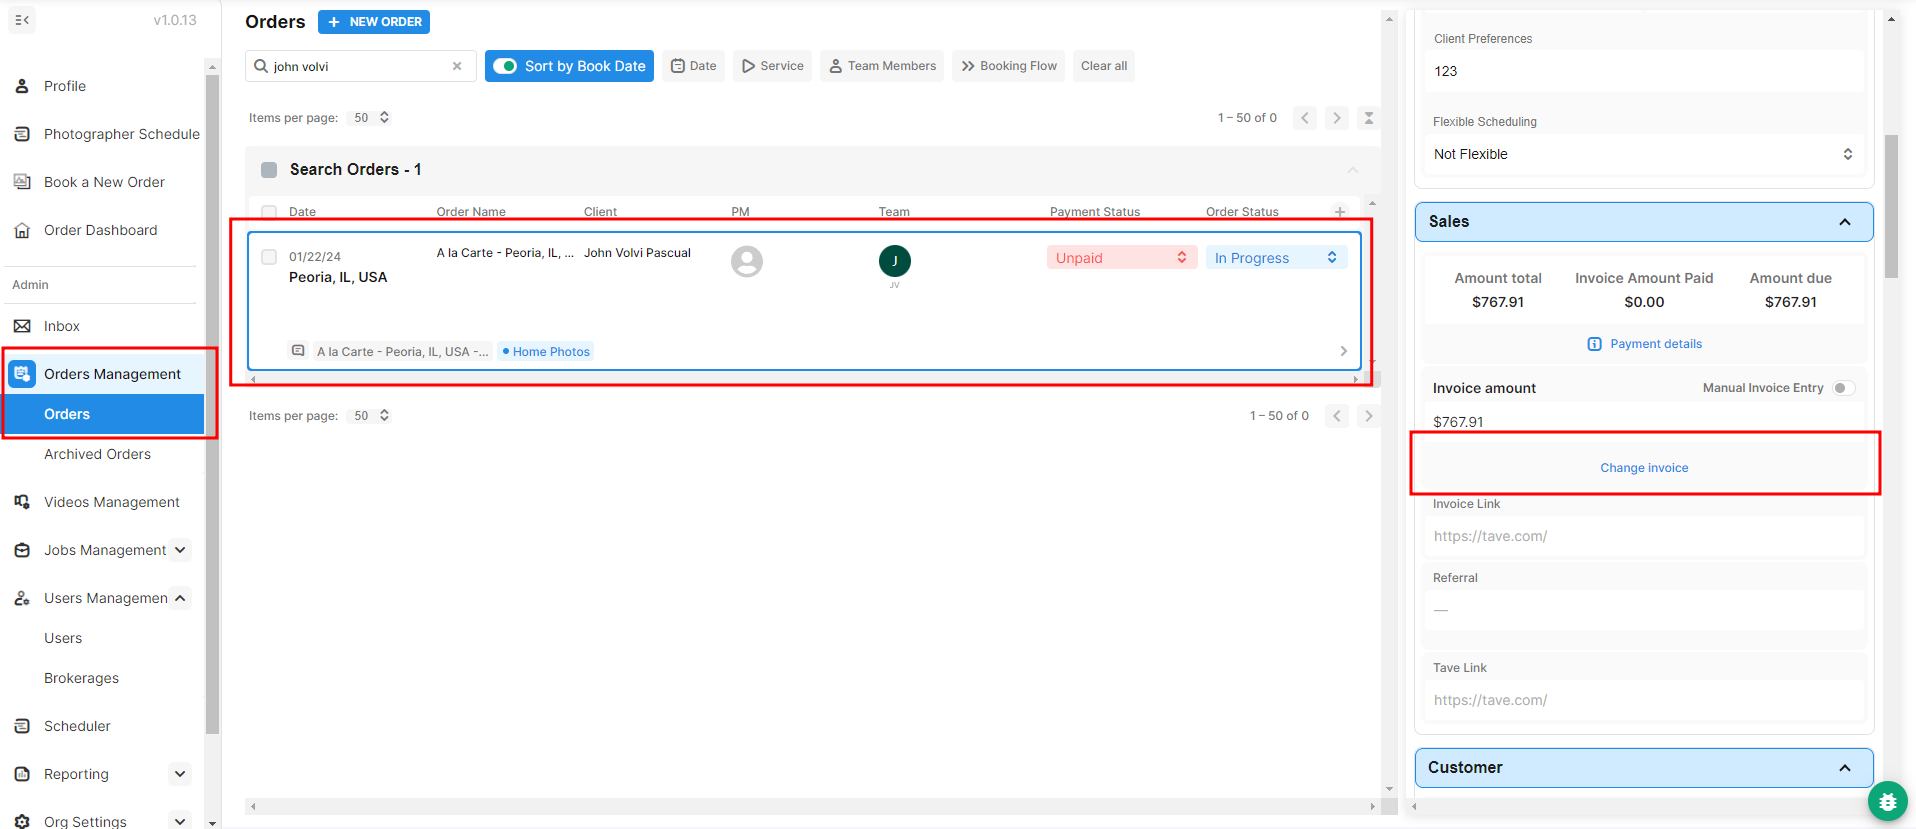 v1.0.13
Profile
Photographer Schedule
Book a New Order
Order Dashboard
Admin
Inbox
Orders Management
Orders
Archived Orders
Videos Management
Jobs Management
Users Managemen
Users
Brokerages
Scheduler
Reporting
Org Settings
Orders
+ NEW ORDER
john volvi
Sort by Book Date
Date
Service
Team Members
Booking Flow
Clear all
Items per page: 50
1 – 50 of 0
Search Orders - 1
Date Order Name Client PM Team Payment Status Order Status
01/22/24
Peoria, IL, USA
A la Carte - Peoria, IL, ...
John Volvi Pascual
J
JV
Unpaid
In Progress
A la Carte - Peoria, IL, USA -...
Home Photos
Items per page: 50
1 – 50 of 0
Client Preferences
123
Flexible Scheduling
Not Flexible
Sales
Amount total Invoice Amount Paid Amount due
$767.91 $0.00 $767.91
Payment details
Invoice amount
Manual Invoice Entry
$767.91
Change invoice
Invoice Link
https://tave.com/
Referral
—
Tave Link
https://tave.com/
Customer